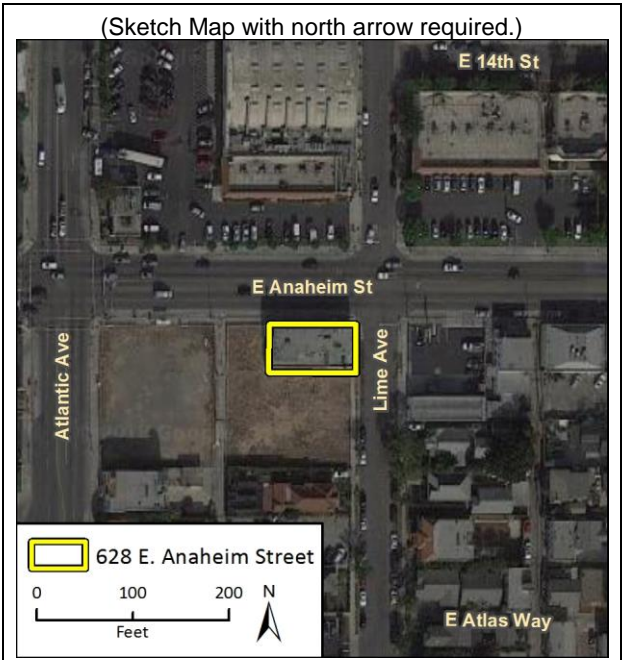 (Sketch Map with north arrow required.)
E 14th St
E Anaheim St
Atlantic Ave
Lime Ave
628 E. Anaheim Street
0 100 200 N
Feet
E Atlas Way